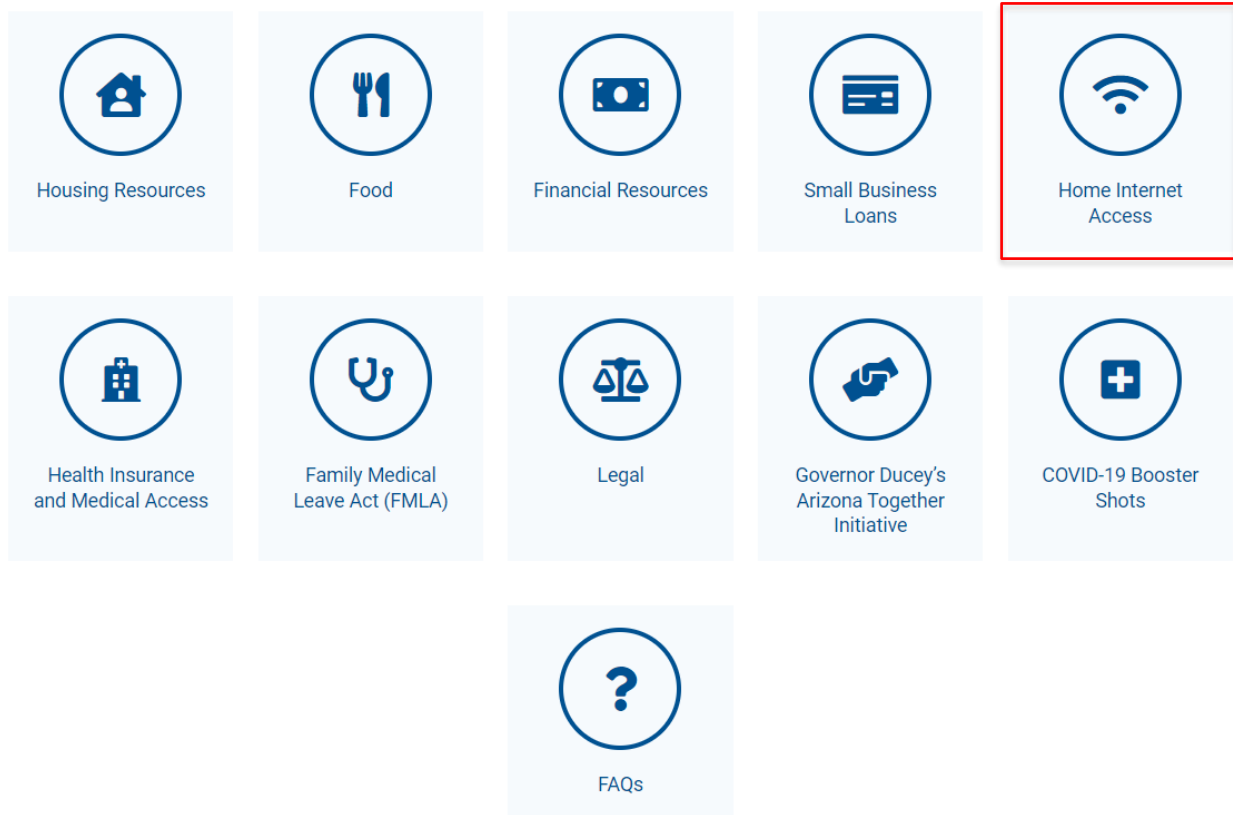 Housing Resources
Food
Financial Resources
Small Business
Loans
Home Internet
Access
Health Insurance
and Medical Access
Family Medical
Leave Act (FMLA)
Legal
Governor Ducey’s
Arizona Together
Initiative
COVID-19 Booster
Shots
FAQs